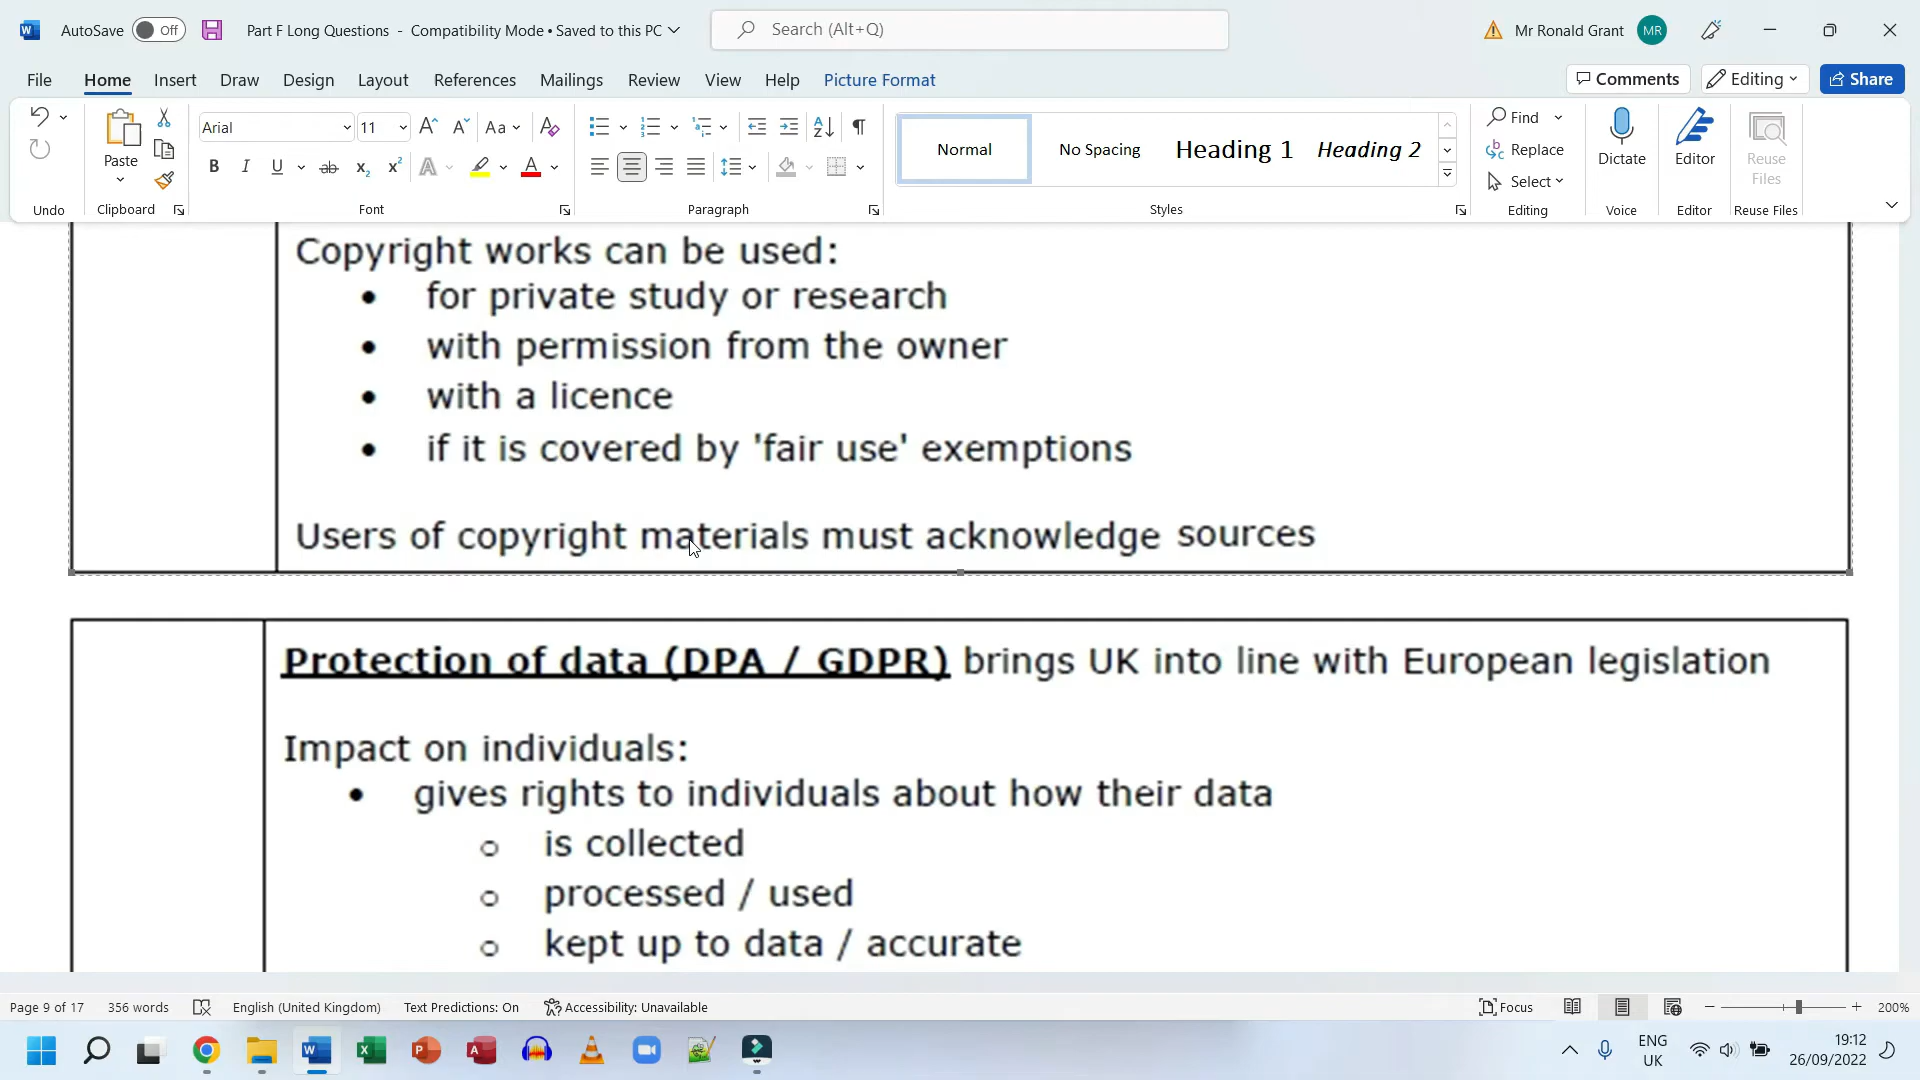 AutoSave Off Part F Long Questions - Compatibility Mode • Saved to this PC Search (Alt+Q) Mr Ronald Grant MR
File Home Insert Draw Design Layout References Mailings Review View Help Picture Format Comments Editing Share
Undo
Paste
Clipboard
Arial 11
Font
Paragraph
Normal No Spacing Heading 1 Heading 2
Styles
Find
Replace
Select
Editing
Dictate
Voice
Editor
Editor
Reuse
Files
Reuse Files
Copyright works can be used:
• for private study or research
• with permission from the owner
• with a licence
• if it is covered by 'fair use' exemptions
Users of copyright materials must acknowledge sources
Protection of data (DPA / GDPR) brings UK into line with European legislation
Impact on individuals:
• gives rights to individuals about how their data
o is collected
o processed / used
o kept up to data / accurate
Page 9 of 17 356 words English (United Kingdom) Text Predictions: On Accessibility: Unavailable Focus 200%
ENG
UK
19:12
26/09/2022